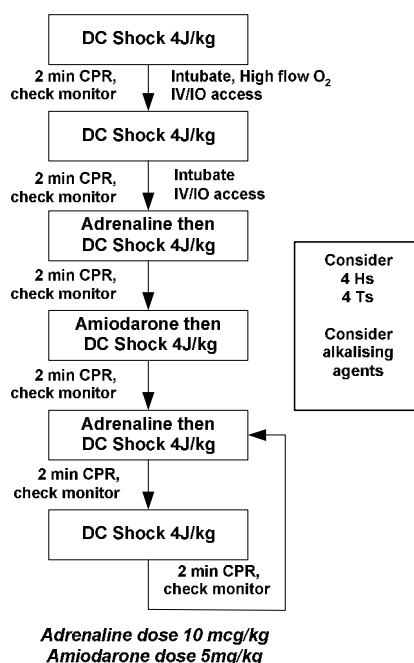 DC Shock 4J/kg
2 min CPR,
check monitor
Intubate, High flow O₂
IV/IO access
DC Shock 4J/kg
2 min CPR,
check monitor
Intubate
IV/IO access
Adrenaline then
DC Shock 4J/kg
2 min CPR,
check monitor
Consider
4 Hs
4 Ts
Consider
alkalising
agents
Amiodarone then
DC Shock 4J/kg
2 min CPR,
check monitor
Adrenaline then
DC Shock 4J/kg
2 min CPR,
check monitor
DC Shock 4J/kg
2 min CPR,
check monitor
Adrenaline dose 10 mcg/kg
Amiodarone dose 5mg/kg